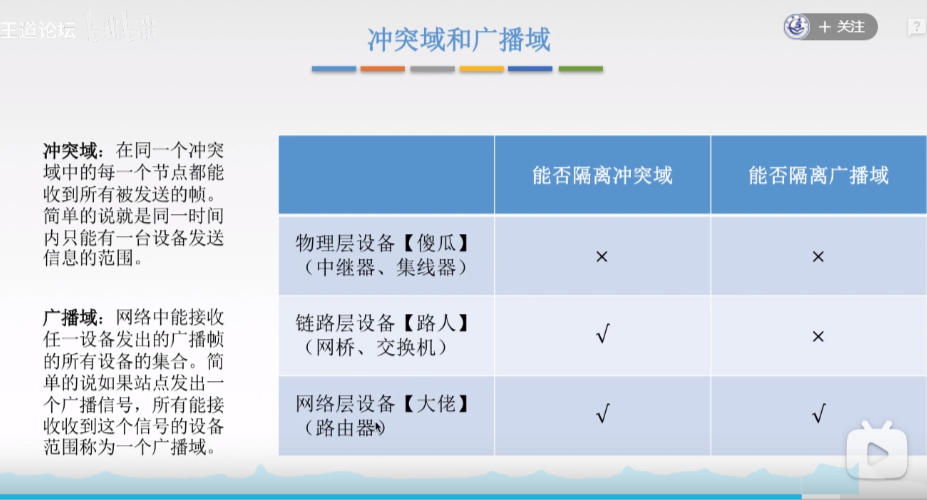 王道论坛
冲突域和广播域
+ 关注
?
冲突域：在同一个冲突
域中的每一个节点都能
收到所有被发送的帧。
简单的说就是同一时间
内只能有一台设备发送
信息的范围。
广播域：网络中能接收
任一设备发出的广播帧
的所有设备的集合。简
单的说如果站点发出一
个广播信号，所有能接
收收到这个信号的设备
范围称为一个广播域。
能否隔离冲突域
能否隔离广播域
物理层设备【傻瓜】
（中继器、集线器）
×
×
链路层设备【路人】
（网桥、交换机）
√
×
网络层设备【大佬】
（路由器）
√
√